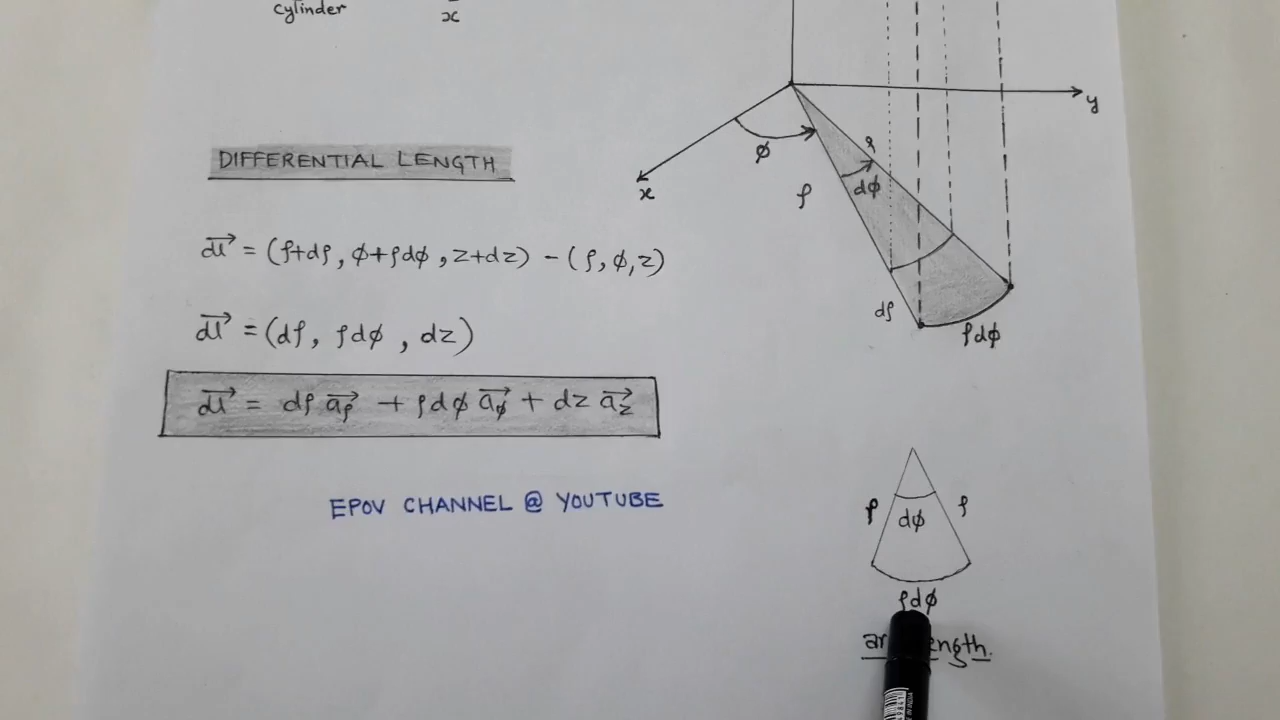 cylinder
x
y
DIFFERENTIAL LENGTH
ϕ
ρ
dϕ
x
ρ
dl⃗ = (ρ+dρ, ϕ+ρdϕ, z+dz) - (ρ, ϕ, z)
dρ
dl⃗ = (dρ, ρdϕ, dz)
ρdϕ
dl⃗ = dρ a⃗ρ + ρdϕ a⃗ϕ + dz a⃗z
EPOV CHANNEL @ YOUTUBE
ρ
dϕ
ρ
ρdϕ